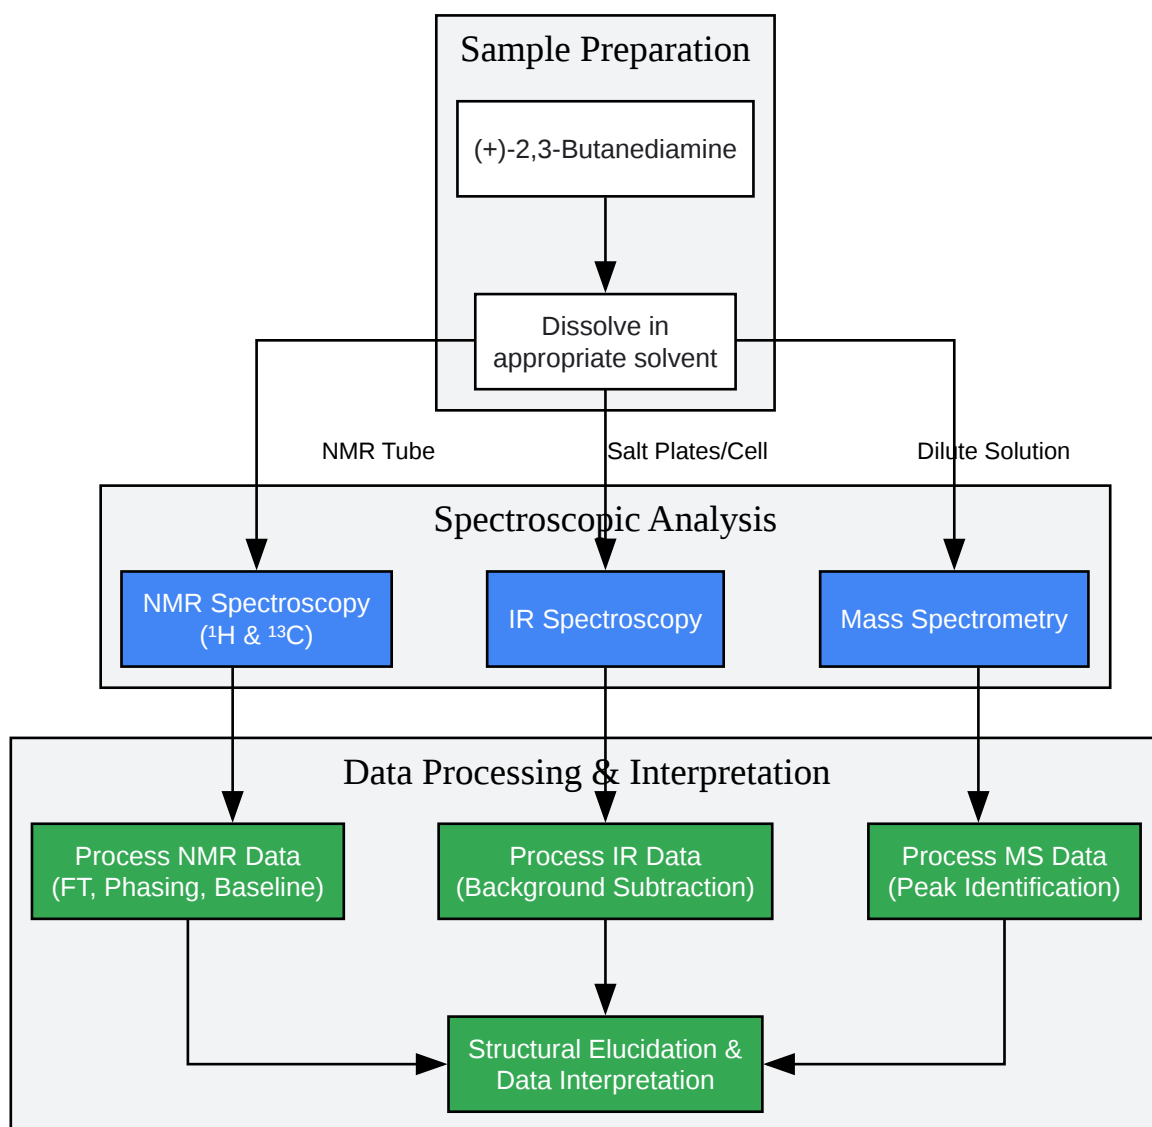 Sample Preparation
(+)-2,3-Butanediamine
Dissolve in
appropriate solvent
NMR Tube
Salt Plates/Cell
Dilute Solution
Spectroscopic Analysis
NMR Spectroscopy
(¹H & ¹³C)
IR Spectroscopy
Mass Spectrometry
Data Processing & Interpretation
Process NMR Data
(FT, Phasing, Baseline)
Process IR Data
(Background Subtraction)
Process MS Data
(Peak Identification)
Structural Elucidation &
Data Interpretation